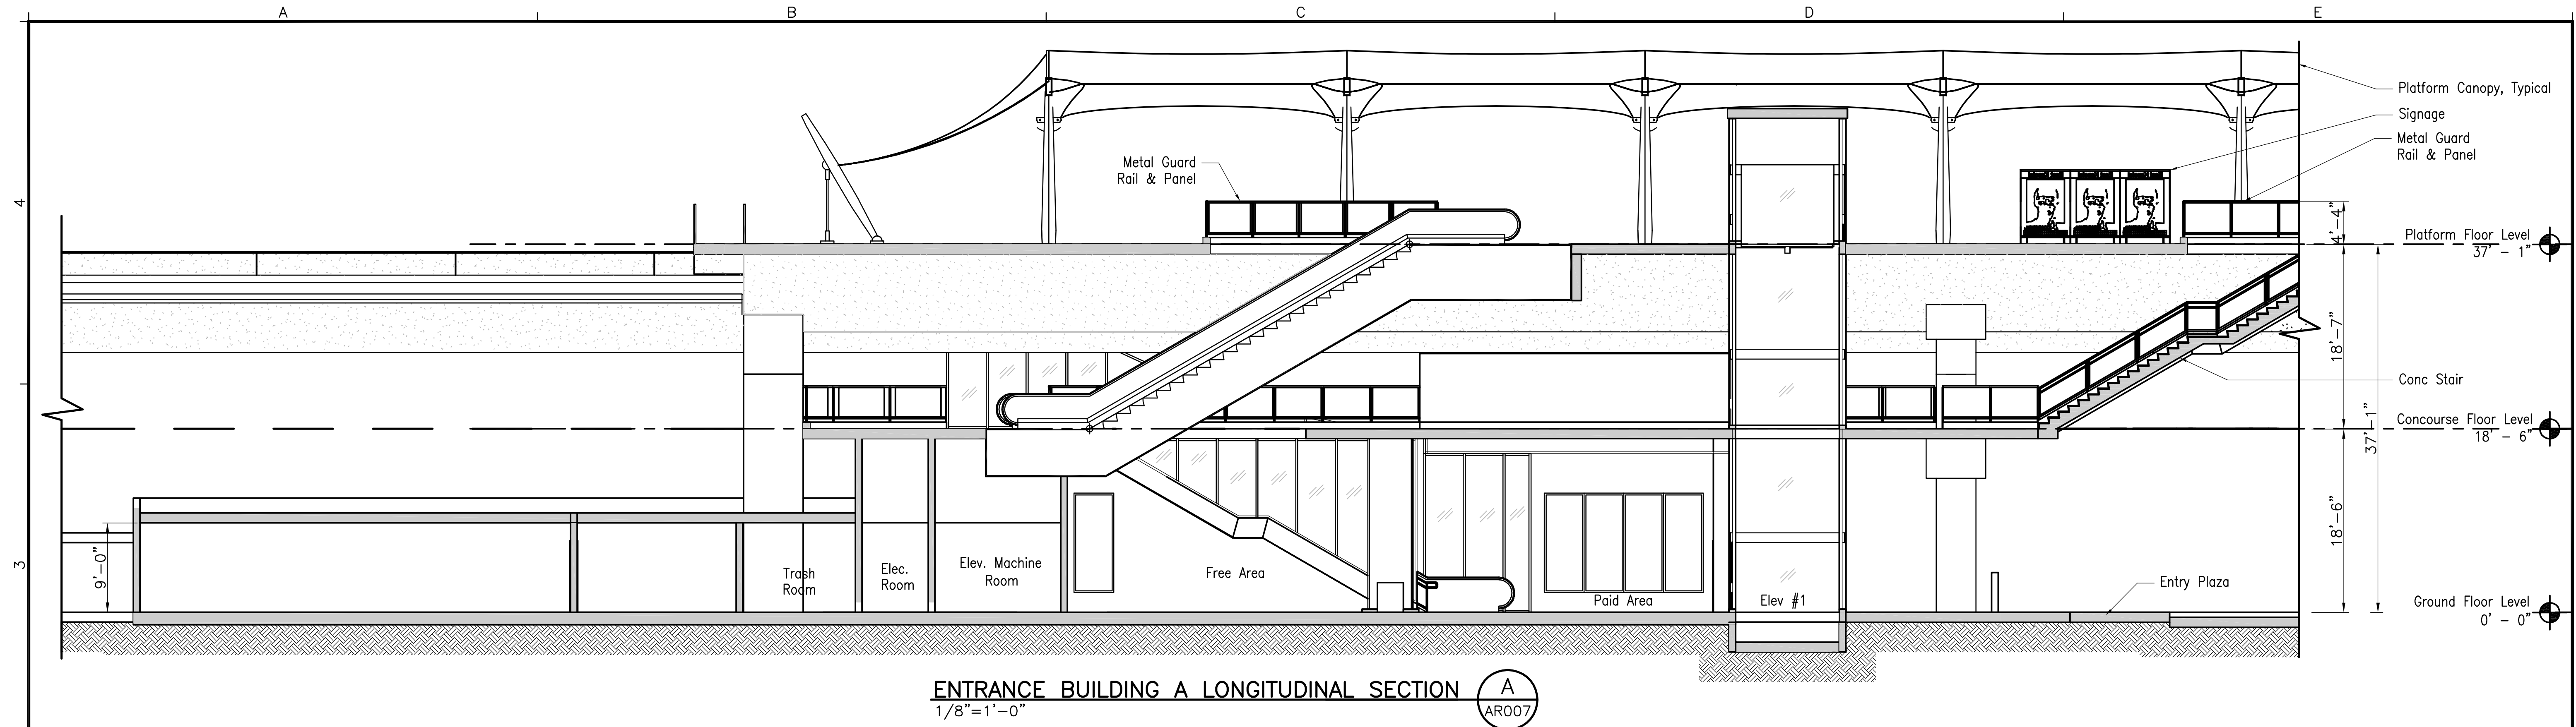 A B C D E
4
3
Platform Canopy, Typical
Signage
Metal Guard
Rail & Panel
Metal Guard
Rail & Panel
4'-4"
Platform Floor Level
37' - 1"
18'-7"
Conc Stair
37'-1"
Concourse Floor Level
18' - 6"
18'-6"
9'-0"
Trash
Room
Elec.
Room
Elev. Machine
Room
Free Area
Paid Area
Elev #1
Entry Plaza
Ground Floor Level
0' - 0"
ENTRANCE BUILDING A LONGITUDINAL SECTION
1/8"=1'-0"
A
AR007